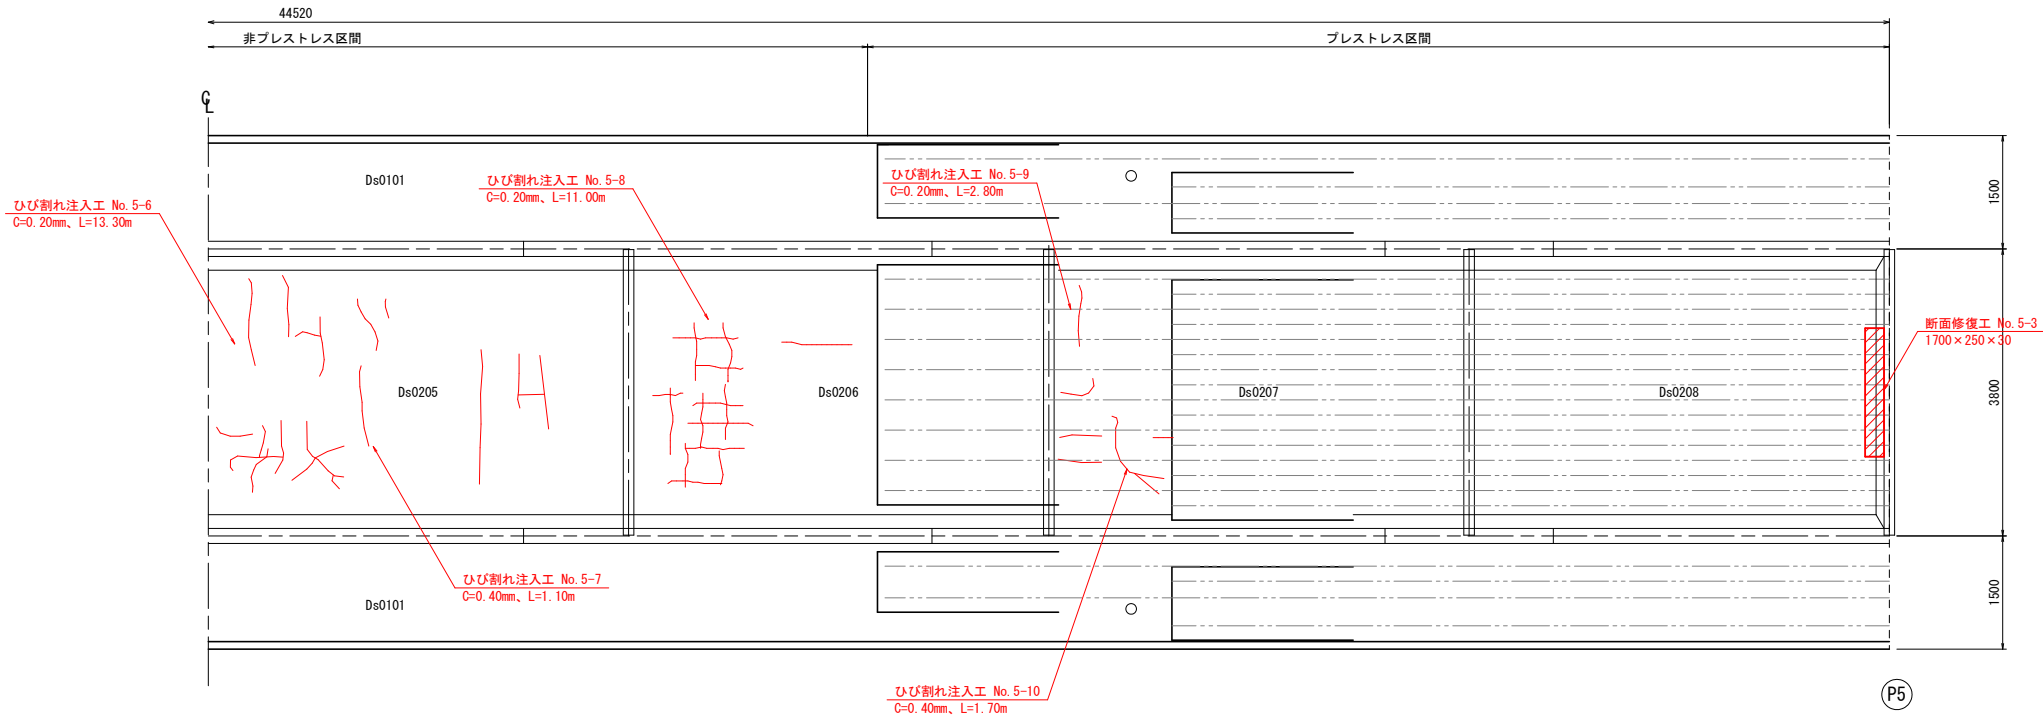 44520
非プレストレス区間
プレストレス区間
℄
Ds0101
ひび割れ注入工 No.5-8
C=0.20mm、L=11.00m
ひび割れ注入工 No.5-9
C=0.20mm、L=2.80m
ひび割れ注入工 No.5-6
C=0.20mm、L=13.30m
1500
断面修復工 No.5-3
1700×250×30
Ds0205
Ds0206
Ds0207
Ds0208
3800
ひび割れ注入工 No.5-7
C=0.40mm、L=1.10m
Ds0101
1500
ひび割れ注入工 No.5-10
C=0.40mm、L=1.70m
P5